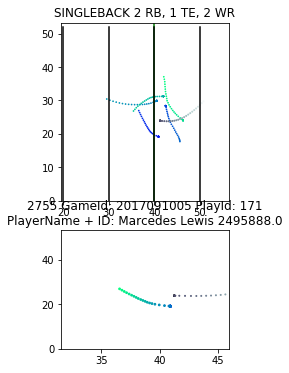 SINGLEBACK 2 RB, 1 TE, 2 WR
50
40
30
20
10
0
20 30 40 50
2755 GameId: 2017091005 PlayId: 171
PlayerName + ID: Marcedes Lewis 2495888.0
40
20
0
35 40 45